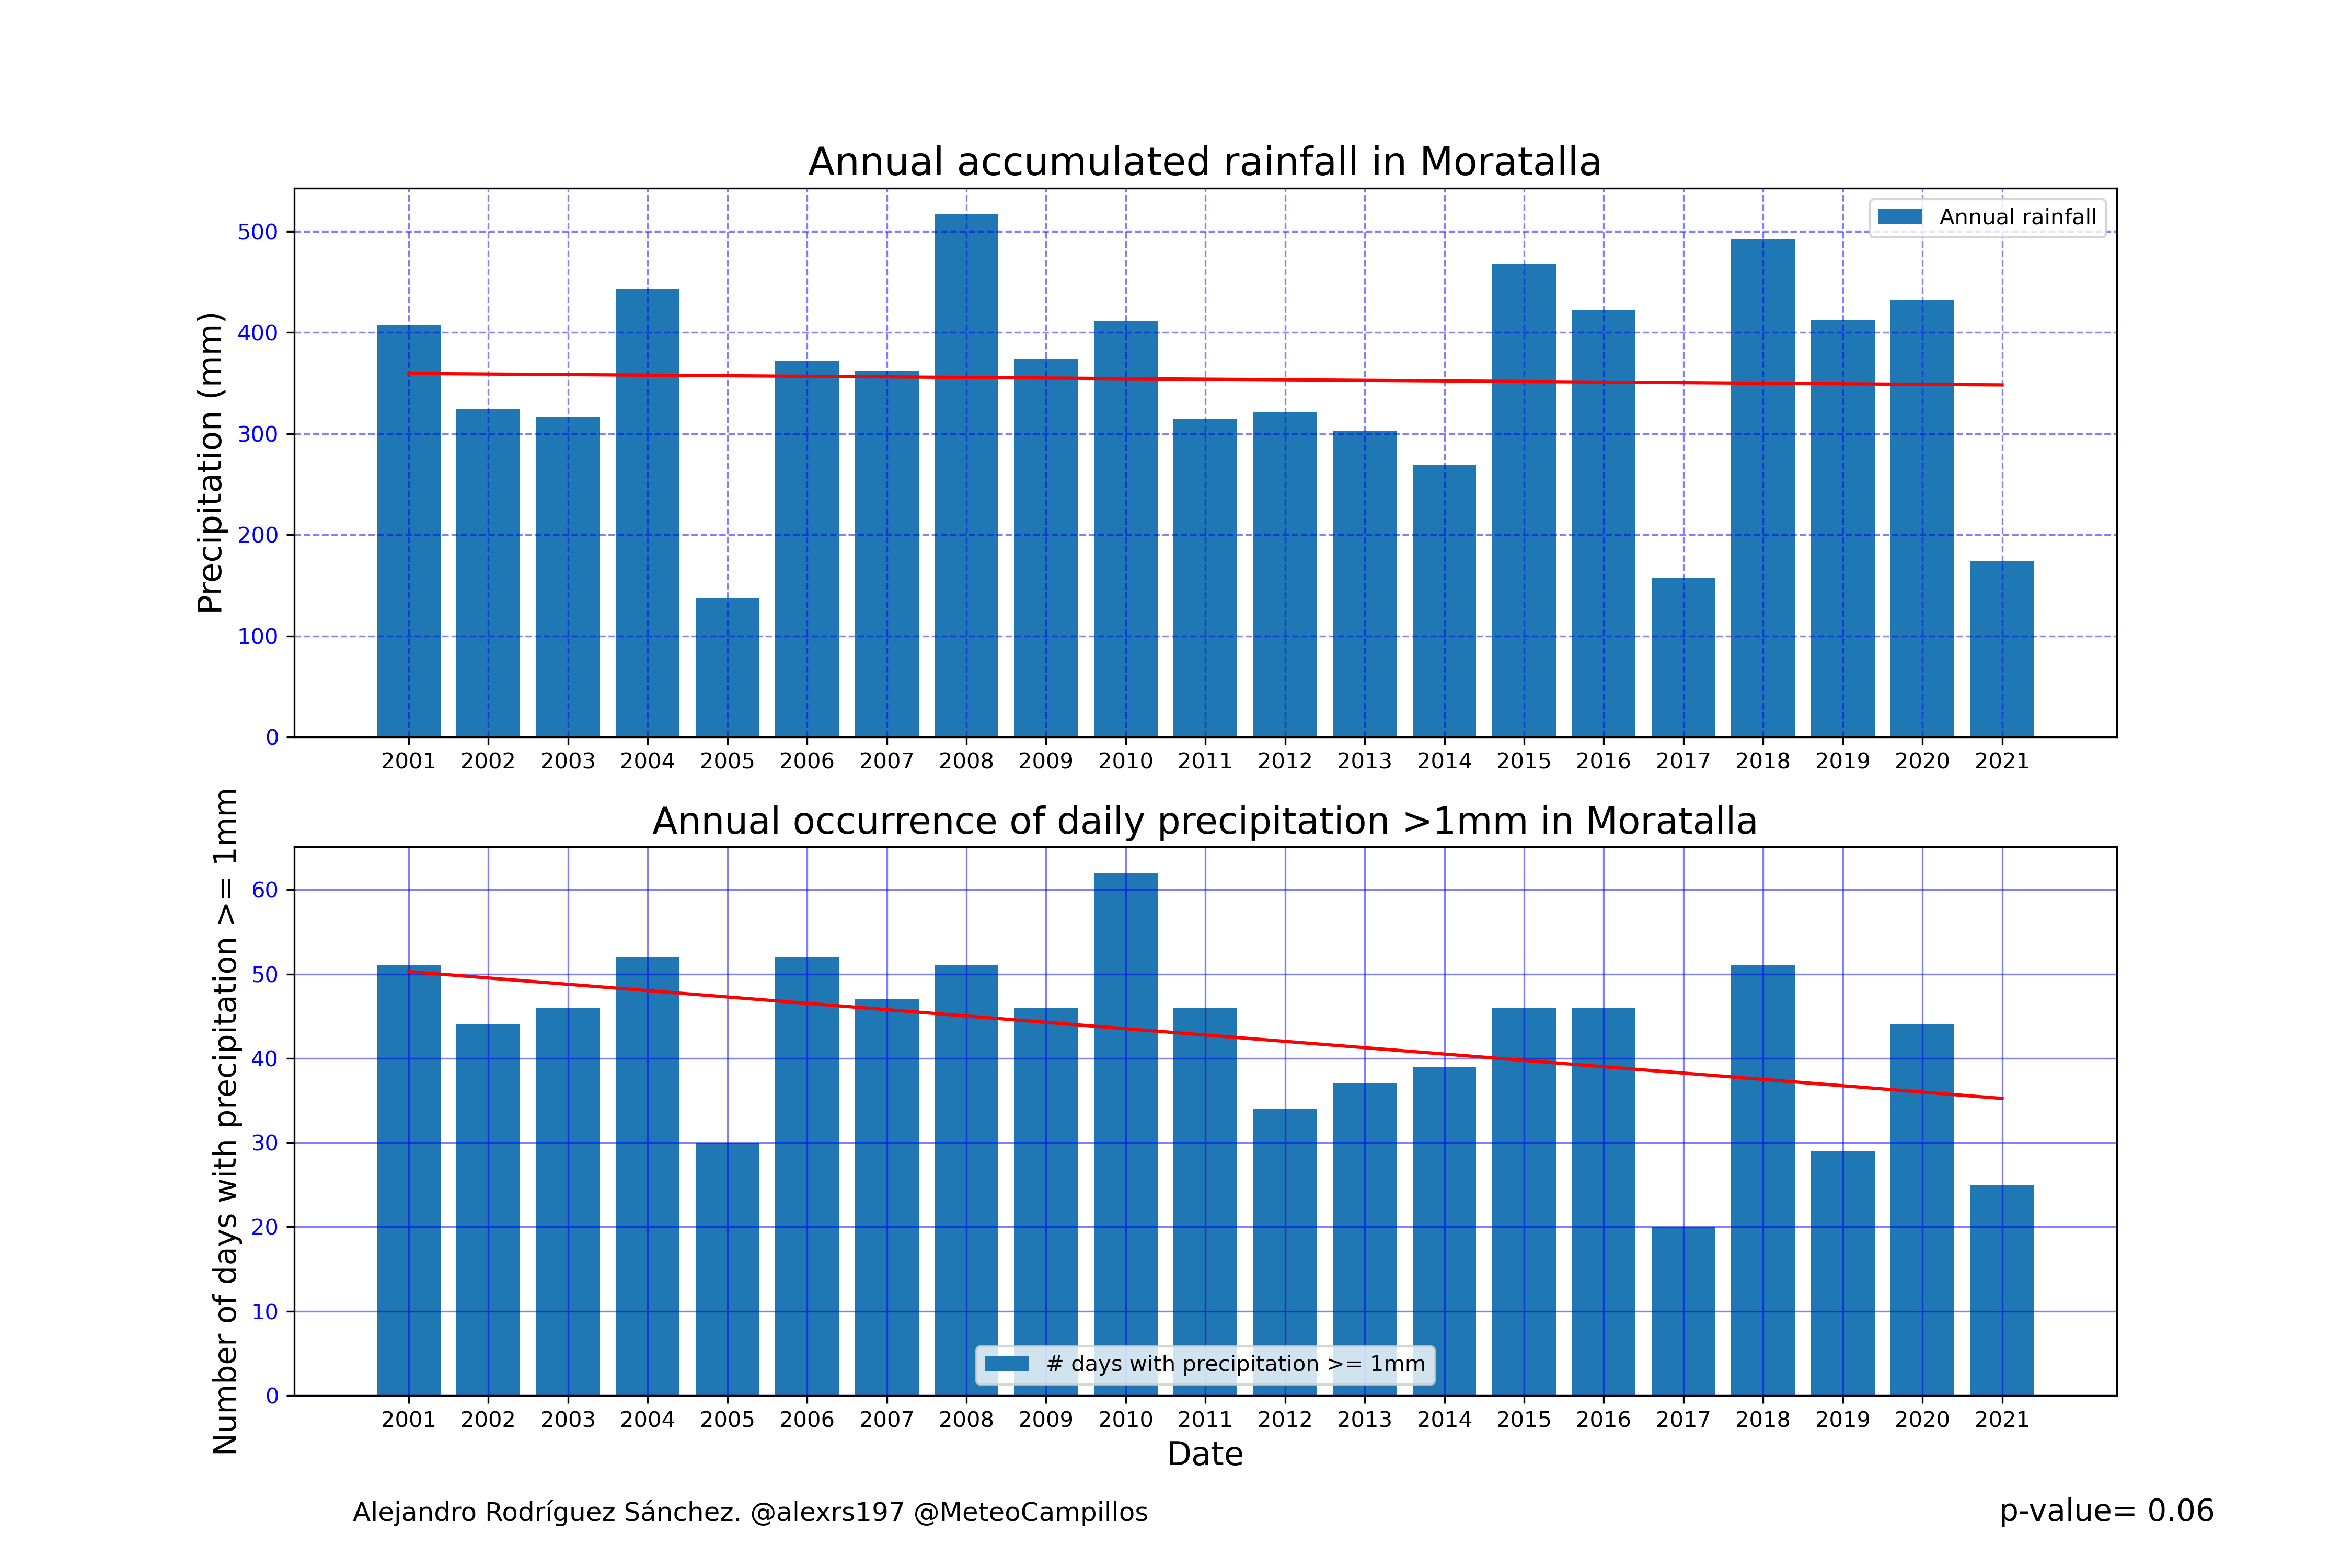 Annual accumulated rainfall in Moratalla
Precipitation (mm)
500
400
300
200
100
0
Annual rainfall
2001 2002 2003 2004 2005 2006 2007 2008 2009 2010 2011 2012 2013 2014 2015 2016 2017 2018 2019 2020 2021
Annual occurrence of daily precipitation >1mm in Moratalla
Number of days with precipitation >= 1mm
60
50
40
30
20
10
0
# days with precipitation >= 1mm
2001 2002 2003 2004 2005 2006 2007 2008 2009 2010 2011 2012 2013 2014 2015 2016 2017 2018 2019 2020 2021
Date
Alejandro Rodríguez Sánchez. @alexrs197 @MeteoCampillos
p-value= 0.06